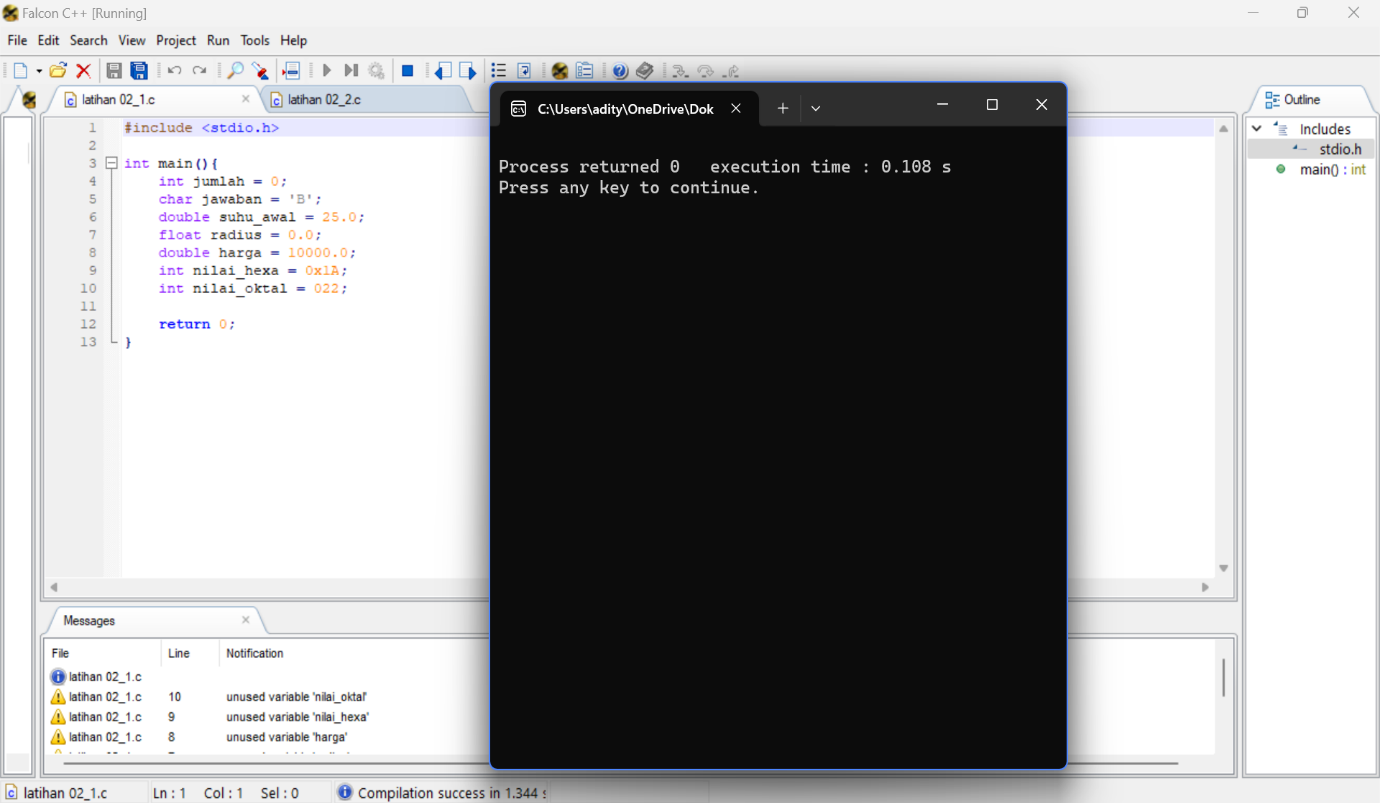 Falcon C++ [Running]
File Edit Search View Project Run Tools Help
latihan 02_1.c
latihan 02_2.c
1 #include <stdio.h>
2
3 int main(){
4 int jumlah = 0;
5 char jawaban = 'B';
6 double suhu_awal = 25.0;
7 float radius = 0.0;
8 double harga = 10000.0;
9 int nilai_hexa = 0x1A;
10 int nilai_oktal = 022;
11
12 return 0;
13 }
C:\Users\adity\OneDrive\Dok
Process returned 0 execution time : 0.108 s
Press any key to continue.
Outline
Includes
stdio.h
main() : int
Messages
File Line Notification
latihan 02_1.c
latihan 02_1.c 10 unused variable 'nilai_oktal'
latihan 02_1.c 9 unused variable 'nilai_hexa'
latihan 02_1.c 8 unused variable 'harga'
latihan 02_1.c Ln : 1 Col : 1 Sel : 0 Compilation success in 1.344